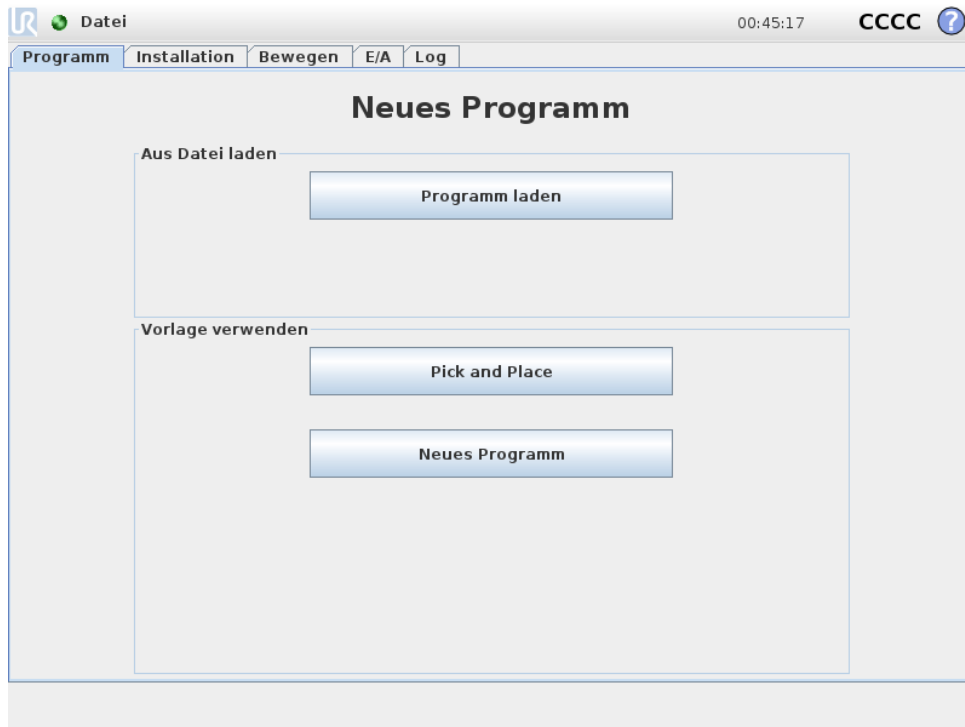 UR Datei 00:45:17 CCCC ?
Programm Installation Bewegen E/A Log
Neues Programm
Aus Datei laden
Programm laden
Vorlage verwenden
Pick and Place
Neues Programm